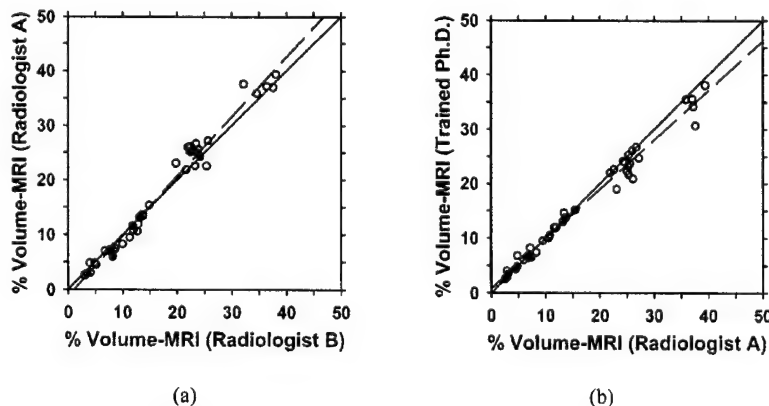 50
40
30
20
10
0
% Volume-MRI (Radiologist A)
0 10 20 30 40 50
% Volume-MRI (Radiologist B)
(a)
50
40
30
20
10
0
% Volume-MRI (Trained Ph.D.)
0 10 20 30 40 50
% Volume-MRI (Radiologist A)
(b)